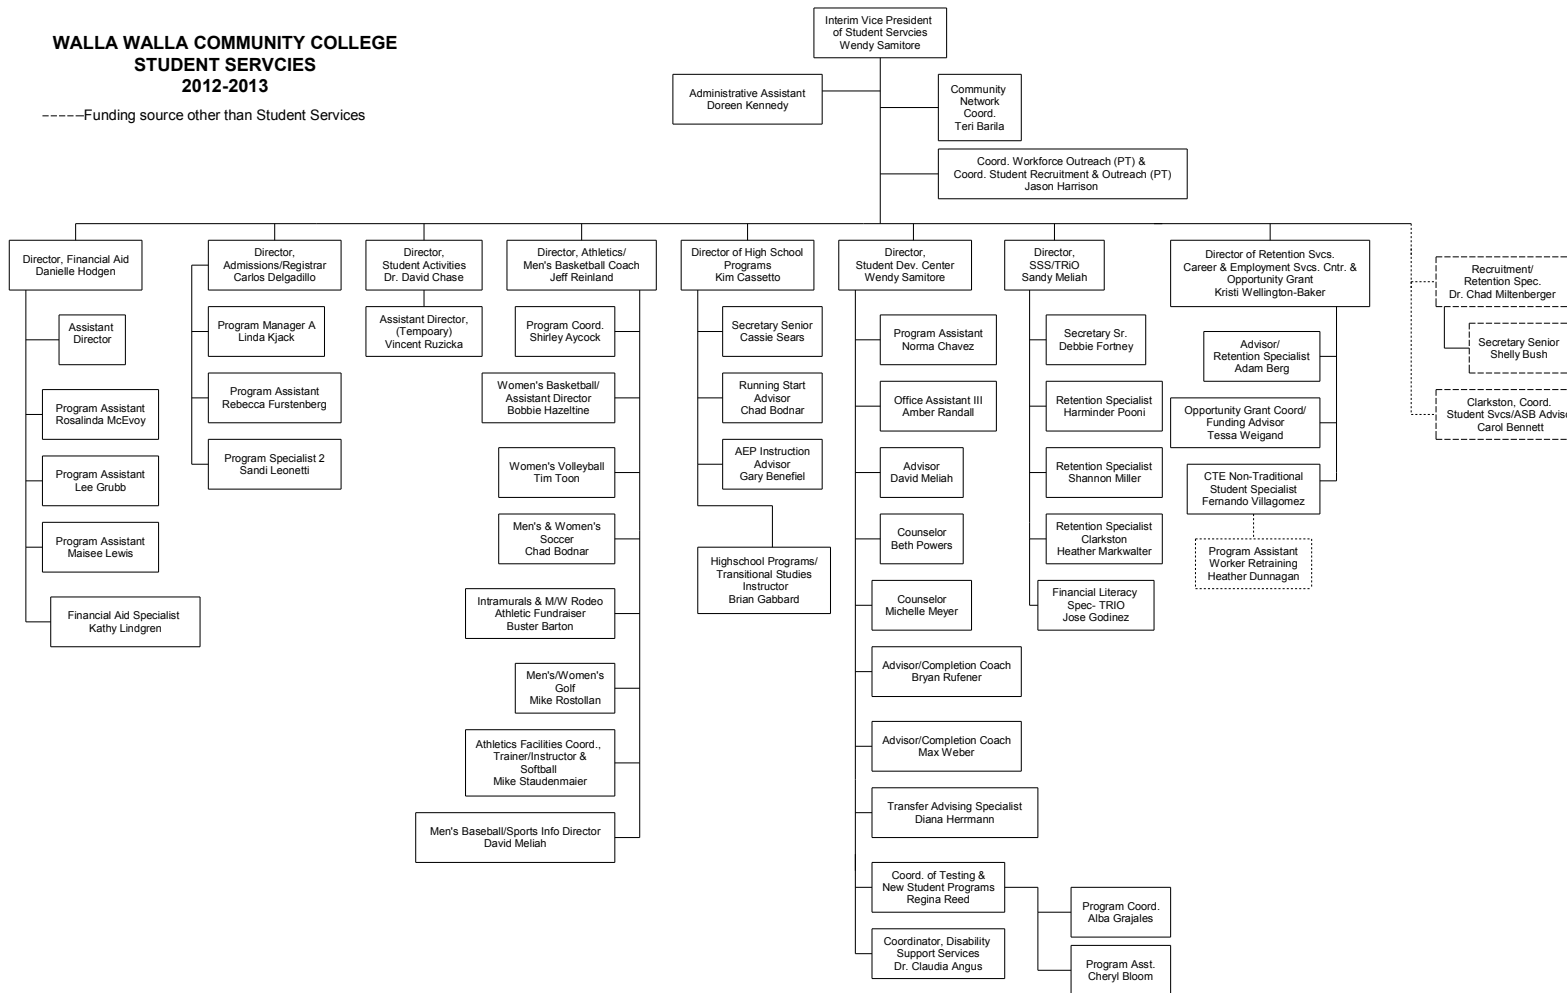 WALLA WALLA COMMUNITY COLLEGE
STUDENT SERVCIES
2012-2013
-----Funding source other than Student Services
Interim Vice President
of Student Servcies
Wendy Samitore
Administrative Assistant
Doreen Kennedy
Community
Network
Coord.
Teri Barila
Coord. Workforce Outreach (PT) &
Coord. Student Recruitment & Outreach (PT)
Jason Harrison
Director, Financial Aid
Danielle Hodgen
Assistant
Director
Program Assistant
Rosalinda McEvoy
Program Assistant
Lee Grubb
Program Assistant
Maisee Lewis
Financial Aid Specialist
Kathy Lindgren
Director,
Admissions/Registrar
Carlos Delgadillo
Program Manager A
Linda Kjack
Program Assistant
Rebecca Furstenberg
Program Specialist 2
Sandi Leonetti
Director,
Student Activities
Dr. David Chase
Assistant Director,
(Tempoary)
Vincent Ruzicka
Director, Athletics/
Men's Basketball Coach
Jeff Reinland
Program Coord.
Shirley Aycock
Women's Basketball/
Assistant Director
Bobbie Hazeltine
Women's Volleyball
Tim Toon
Men's & Women's
Soccer
Chad Bodnar
Intramurals & M/W Rodeo
Athletic Fundraiser
Buster Barton
Men's/Women's
Golf
Mike Rostollan
Athletics Facilities Coord.,
Trainer/Instructor &
Softball
Mike Staudenmaier
Men's Baseball/Sports Info Director
David Meliah
Director of High School
Programs
Kim Cassetto
Secretary Senior
Cassie Sears
Running Start
Advisor
Chad Bodnar
AEP Instruction
Advisor
Gary Benefiel
Highschool Programs/
Transitional Studies
Instructor
Brian Gabbard
Director,
Student Dev. Center
Wendy Samitore
Program Assistant
Norma Chavez
Office Assistant III
Amber Randall
Advisor
David Meliah
Counselor
Beth Powers
Counselor
Michelle Meyer
Advisor/Completion Coach
Bryan Rufener
Advisor/Completion Coach
Max Weber
Transfer Advising Specialist
Diana Herrmann
Coord. of Testing &
New Student Programs
Regina Reed
Program Coord.
Alba Grajales
Program Asst.
Cheryl Bloom
Coordinator, Disability
Support Services
Dr. Claudia Angus
Director,
SSS/TRiO
Sandy Meliah
Secretary Sr.
Debbie Fortney
Retention Specialist
Harminder Pooni
Retention Specialist
Shannon Miller
Retention Specialist
Clarkston
Heather Markwalter
Financial Literacy
Spec- TRIO
Jose Godinez
Director of Retention Svcs.
Career & Employment Svcs. Cntr. &
Opportunity Grant
Kristi Wellington-Baker
Advisor/
Retention Specialist
Adam Berg
Opportunity Grant Coord/
Funding Advisor
Tessa Weigand
CTE Non-Traditional
Student Specialist
Fernando Villagomez
Program Assistant
Worker Retraining
Heather Dunnagan
Recruitment/
Retention Spec.
Dr. Chad Miltenberger
Secretary Senior
Shelly Bush
Clarkston, Coord.
Student Svcs/ASB Adviso
Carol Bennett